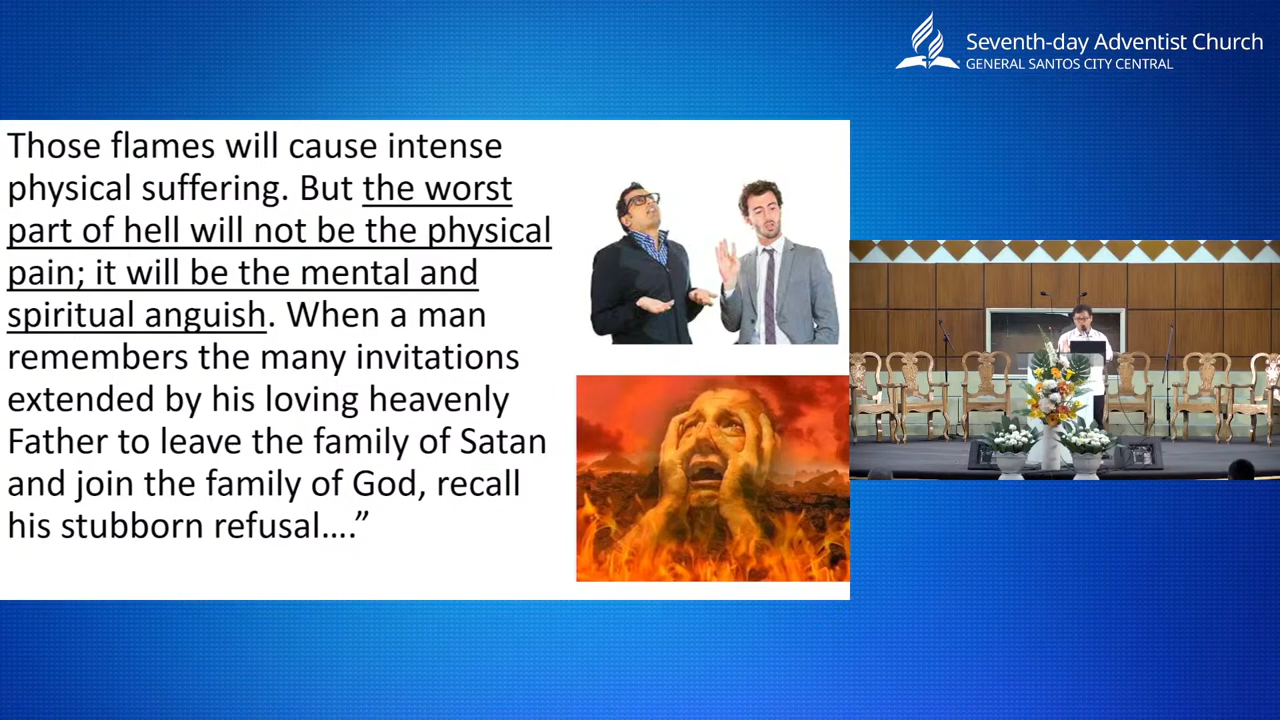 Seventh-day Adventist Church
GENERAL SANTOS CITY CENTRAL
Those flames will cause intense
physical suffering. But the worst
part of hell will not be the physical
pain; it will be the mental and
spiritual anguish. When a man
remembers the many invitations
extended by his loving heavenly
Father to leave the family of Satan
and join the family of God, recall
his stubborn refusal….”